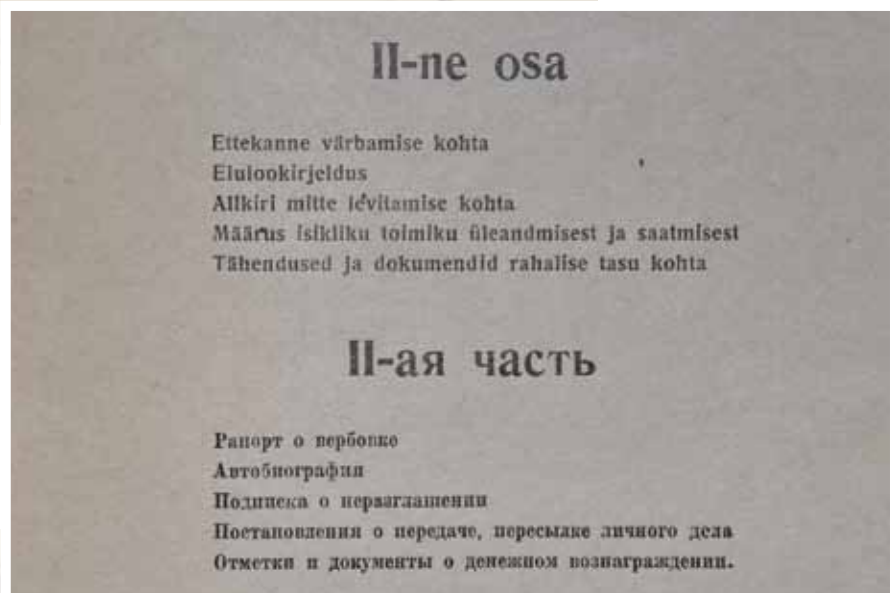 II-ne osa
Ettekanne värbamise kohta
Elulookirjeldus
Allkiri mitte levitamise kohta
Määrus isikliku toimiku üleandmisest ja saatmisest
Tähendused ja dokumendid rahalise tasu kohta
II-ая часть
Рапорт о вербовке
Автобиография
Подписка о неразглашении
Постановления о передаче, пересылке личного дела
Отметки и документы о денежном вознаграждении.